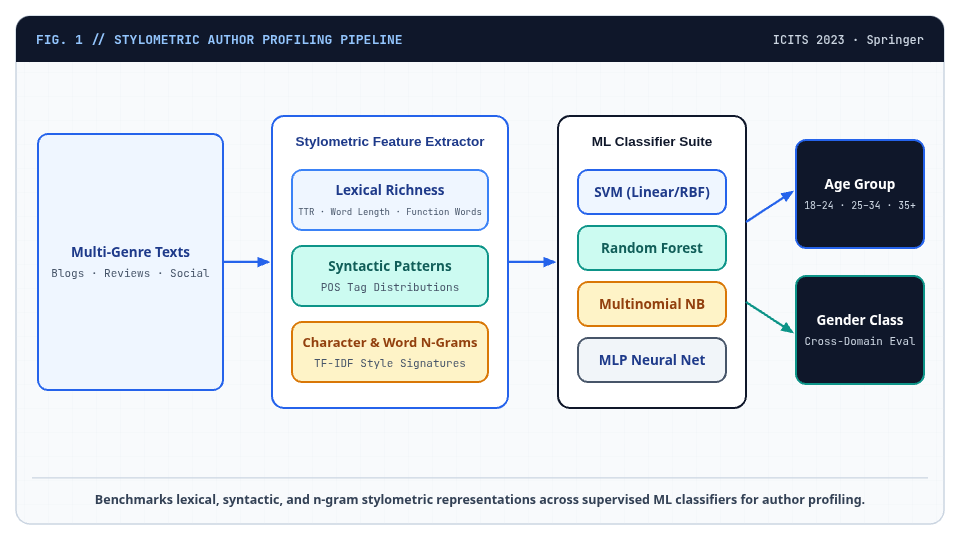 FIG. 1 // STYLOMETRIC AUTHOR PROFILING PIPELINE
ICITS 2023 · Springer
Multi-Genre Texts
Blogs · Reviews · Social
Stylometric Feature Extractor
Lexical Richness
TTR · Word Length · Function Words
Syntactic Patterns
POS Tag Distributions
Character & Word N-Grams
TF-IDF Style Signatures
ML Classifier Suite
SVM (Linear/RBF)
Random Forest
Multinomial NB
MLP Neural Net
Age Group
18–24 · 25–34 · 35+
Gender Class
Cross-Domain Eval
Benchmarks lexical, syntactic, and n-gram stylometric representations across supervised ML classifiers for author profiling.